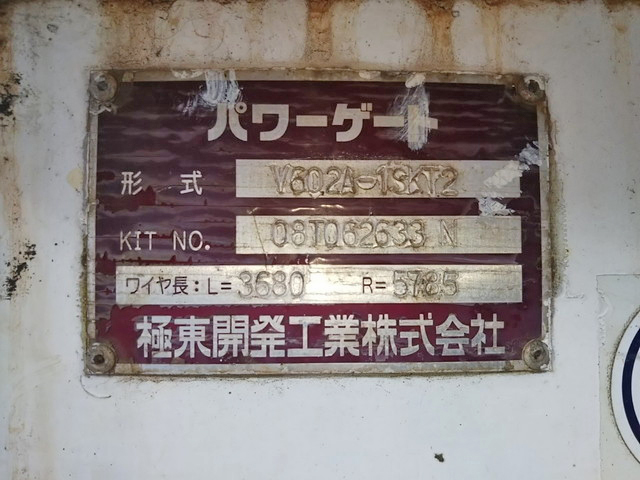 パワーゲート
形 式 V602A-1SKT2
KIT NO. 08T062633 N
ワイヤ長：L= 3680 R= 5785
極東開発工業株式会社